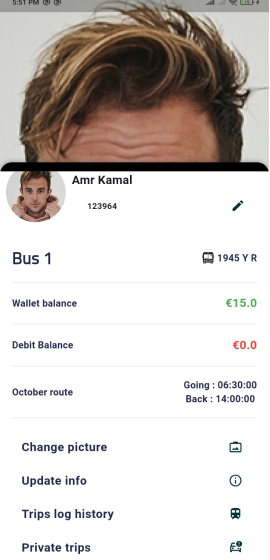 5:51 PM
Amr Kamal
123964
Bus 1
1945 Y R
Wallet balance
€15.0
Debit Balance
€0.0
October route
Going : 06:30:00
Back : 14:00:00
Change picture
Update info
Trips log history
Private trips